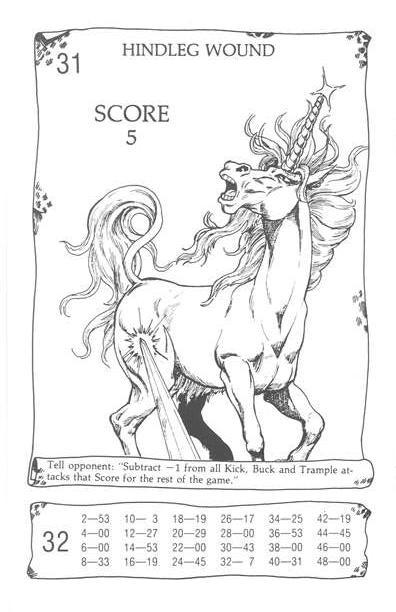 HINDLEG WOUND
31
SCORE
5
Tell opponent: "Subtract —1 from all Kick, Buck and Trample at-
tacks that Score for the rest of the game."
32
2—53 10— 3 18—19 26—17 34—25 42—19
4—00 12—27 20—29 28—00 36—53 44—45
6—00 14—53 22—00 30—43 38—00 46—00
8—33 16—19 24—45 32— 7 40—31 48—00